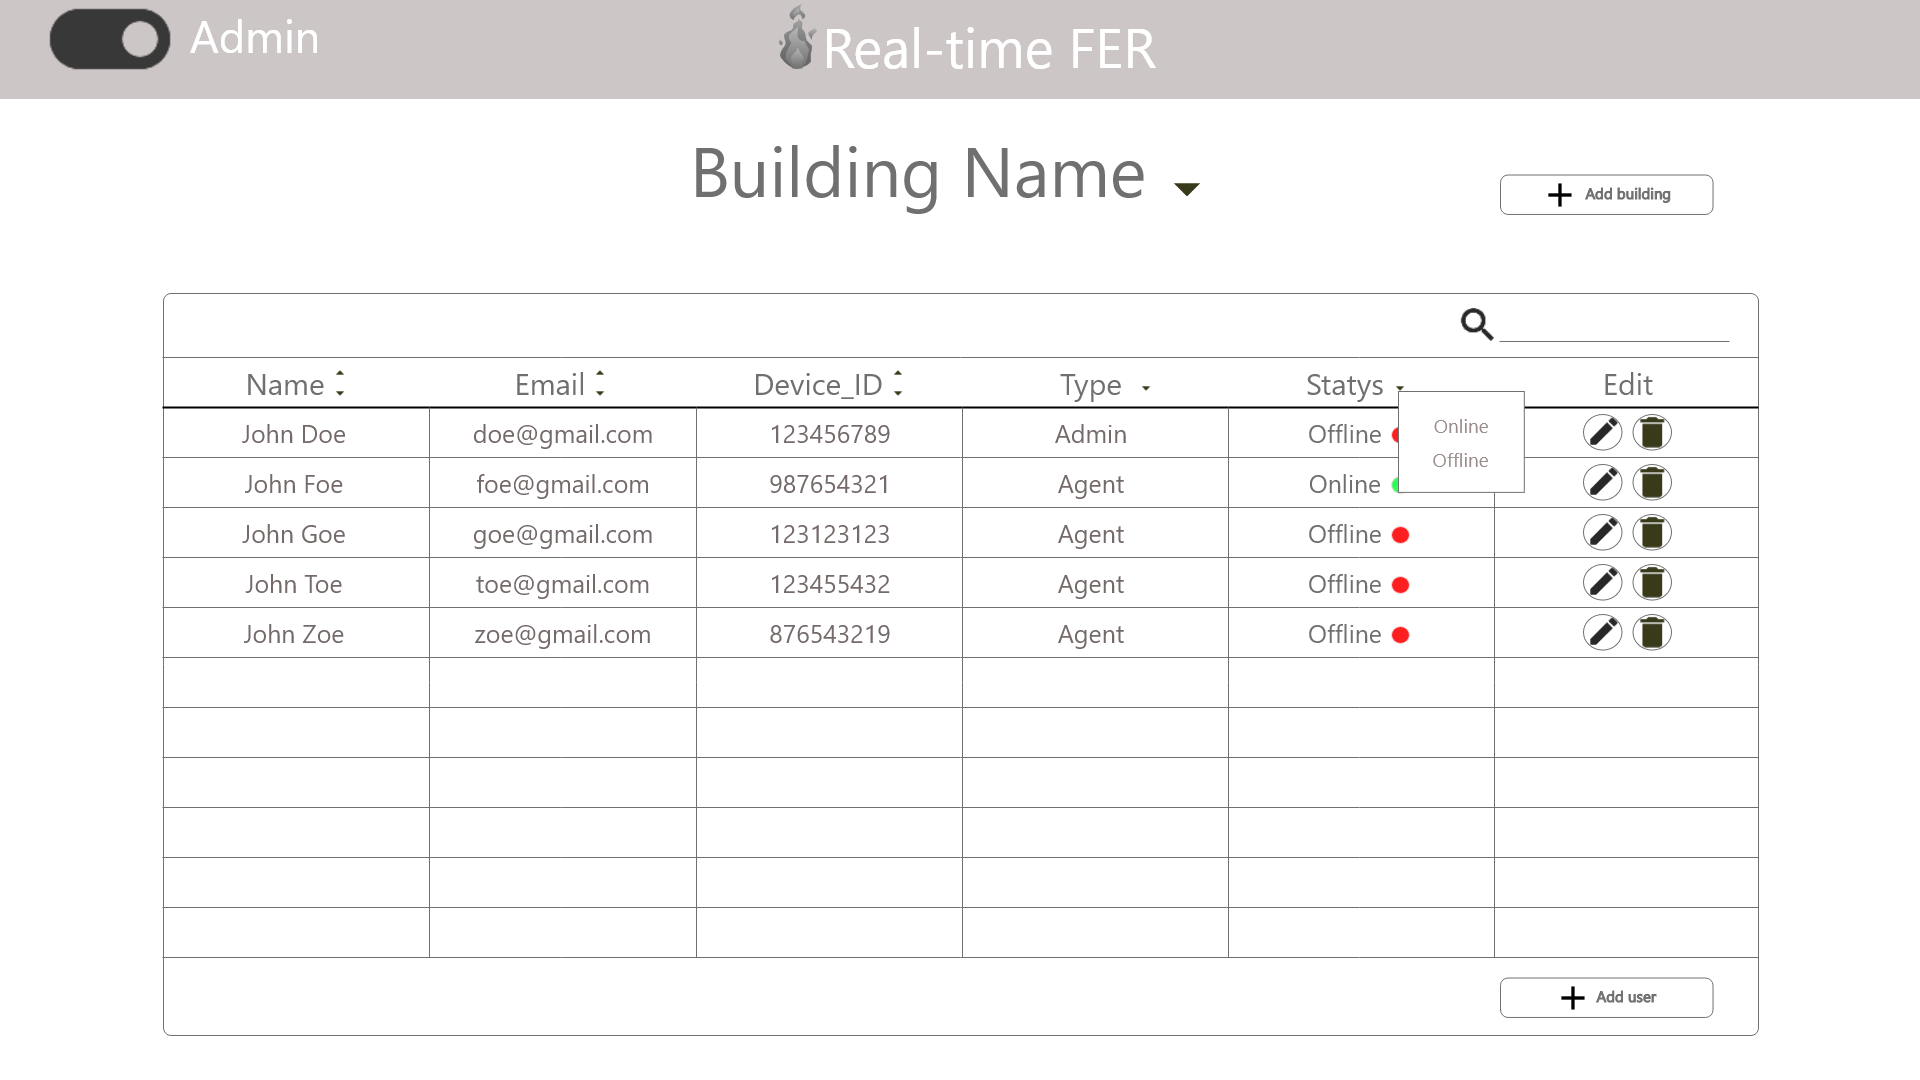 Admin
Real-time FER
Building Name
Add building
Name Email Device_ID Type Statys Edit
John Doe doe@gmail.com 123456789 Admin Offline
Online
Offline
John Foe foe@gmail.com 987654321 Agent Online
John Goe goe@gmail.com 123123123 Agent Offline
John Toe toe@gmail.com 123455432 Agent Offline
John Zoe zoe@gmail.com 876543219 Agent Offline
Add user